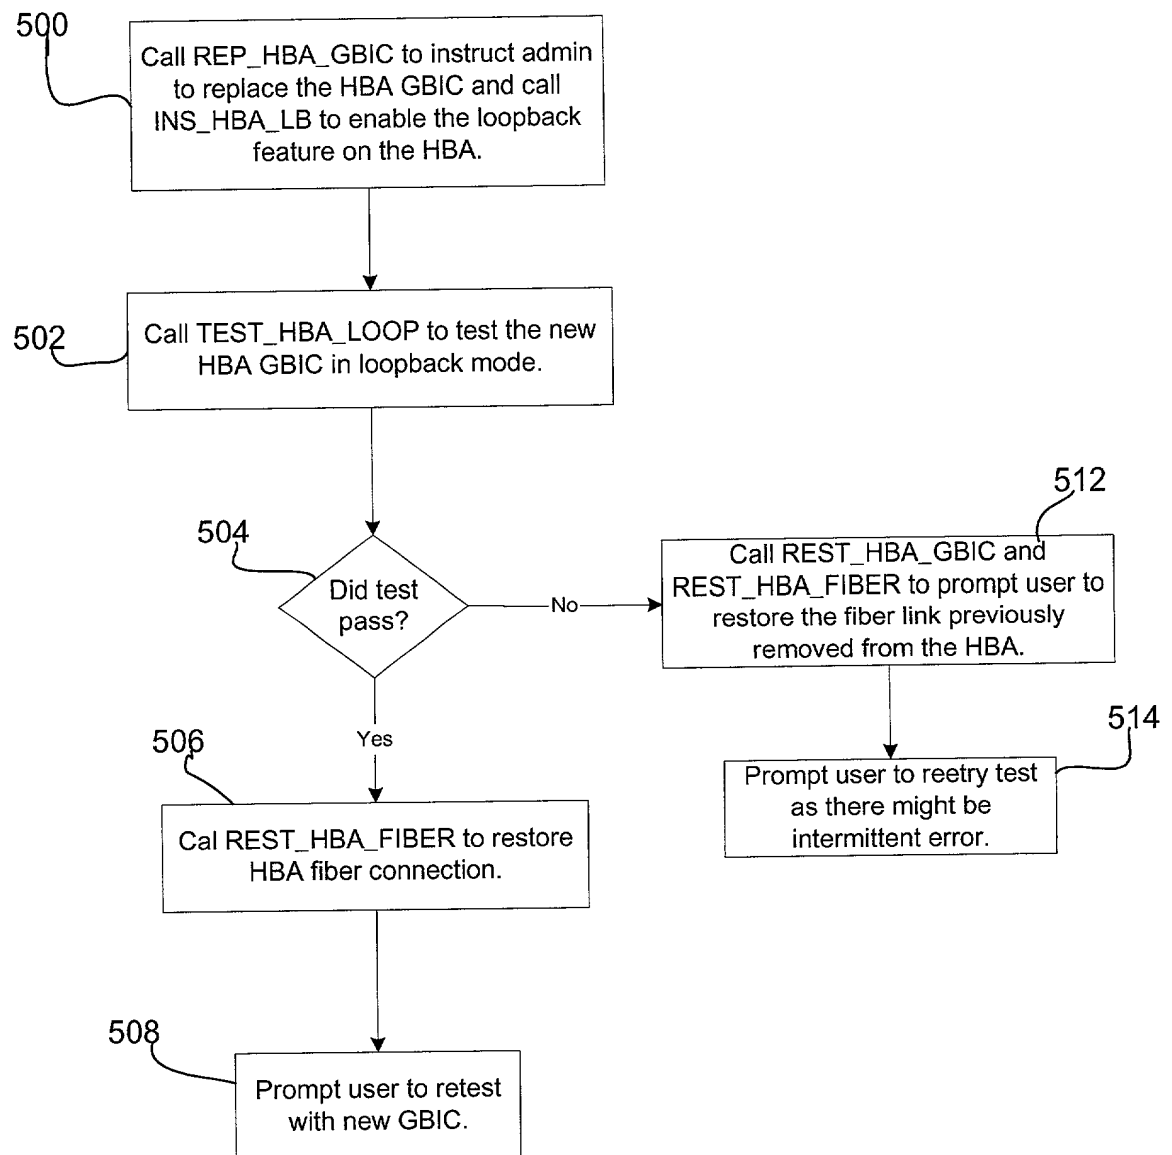 500
Call REP_HBA_GBIC to instruct admin
to replace the HBA GBIC and call
INS_HBA_LB to enable the loopback
feature on the HBA.
502
Call TEST_HBA_LOOP to test the new
HBA GBIC in loopback mode.
504
Did test
pass?
No
512
Call REST_HBA_GBIC and
REST_HBA_FIBER to prompt user to
restore the fiber link previously
removed from the HBA.
514
Prompt user to reetry test
as there might be
intermittent error.
Yes
506
Cal REST_HBA_FIBER to restore
HBA fiber connection.
508
Prompt user to retest
with new GBIC.